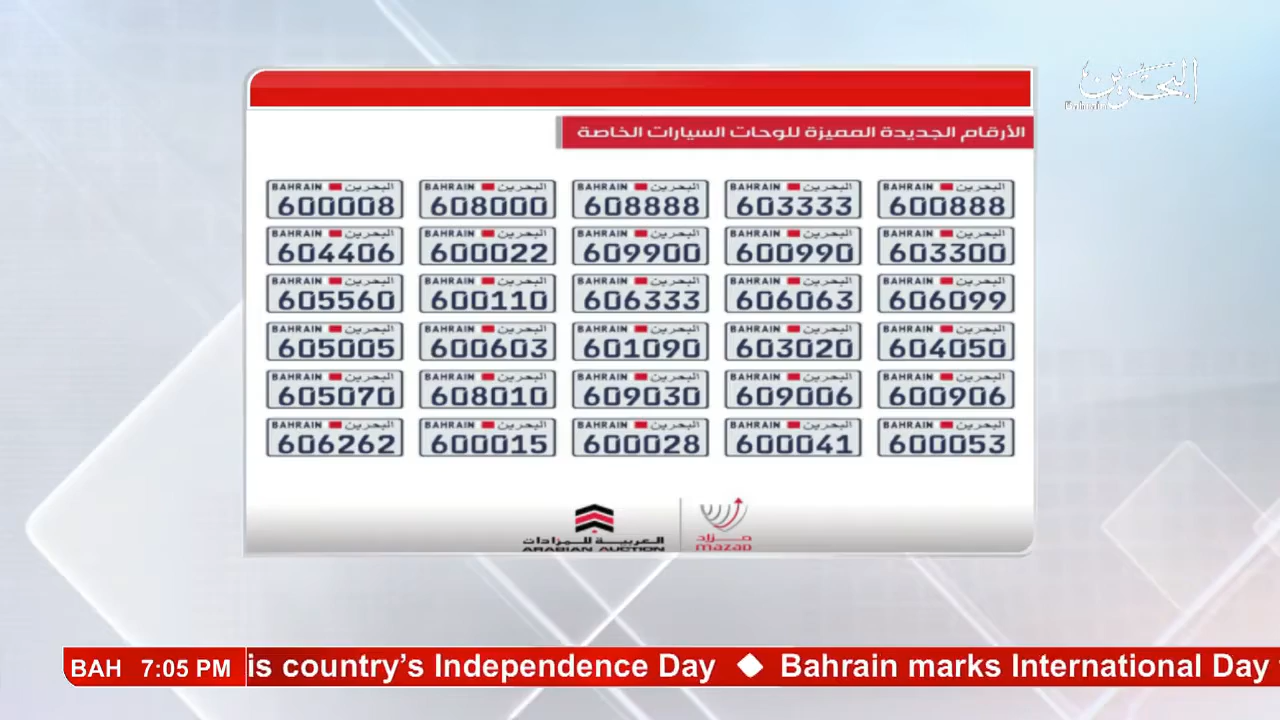 البحرين
Bahrain
الأرقام الجديدة المميزة للوحات السيارات الخاصة
BAHRAIN البحرين BAHRAIN البحرين BAHRAIN البحرين BAHRAIN البحرين BAHRAIN البحرين
600008 608000 608888 603333 600888
BAHRAIN البحرين BAHRAIN البحرين BAHRAIN البحرين BAHRAIN البحرين BAHRAIN البحرين
604406 600022 609900 600990 603300
BAHRAIN البحرين BAHRAIN البحرين BAHRAIN البحرين BAHRAIN البحرين BAHRAIN البحرين
605560 600110 606333 606063 606099
BAHRAIN البحرين BAHRAIN البحرين BAHRAIN البحرين BAHRAIN البحرين BAHRAIN البحرين
605005 600603 601090 603020 604050
BAHRAIN البحرين BAHRAIN البحرين BAHRAIN البحرين BAHRAIN البحرين BAHRAIN البحرين
605070 608010 609030 609006 600906
BAHRAIN البحرين BAHRAIN البحرين BAHRAIN البحرين BAHRAIN البحرين BAHRAIN البحرين
606262 600015 600028 600041 600053
العربية للمزادات
ARABIAN AUCTION
مزاد
mazad
BAH 7:05 PM is country’s Independence Day ◆ Bahrain marks International Day